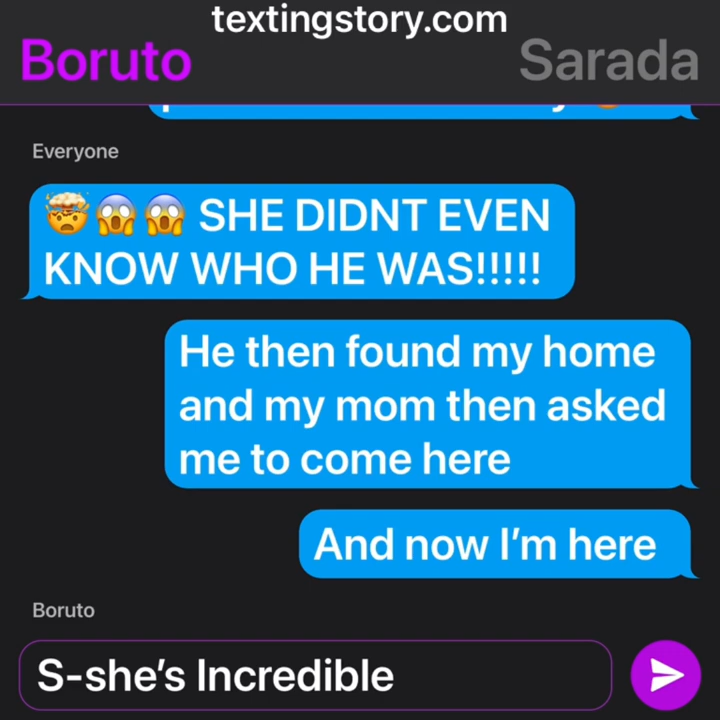 textingstory.com
Boruto
Sarada
Everyone
🤯😱😱 SHE DIDNT EVEN
KNOW WHO HE WAS!!!!!
He then found my home
and my mom then asked
me to come here
And now I’m here
Boruto
S-she’s Incredible